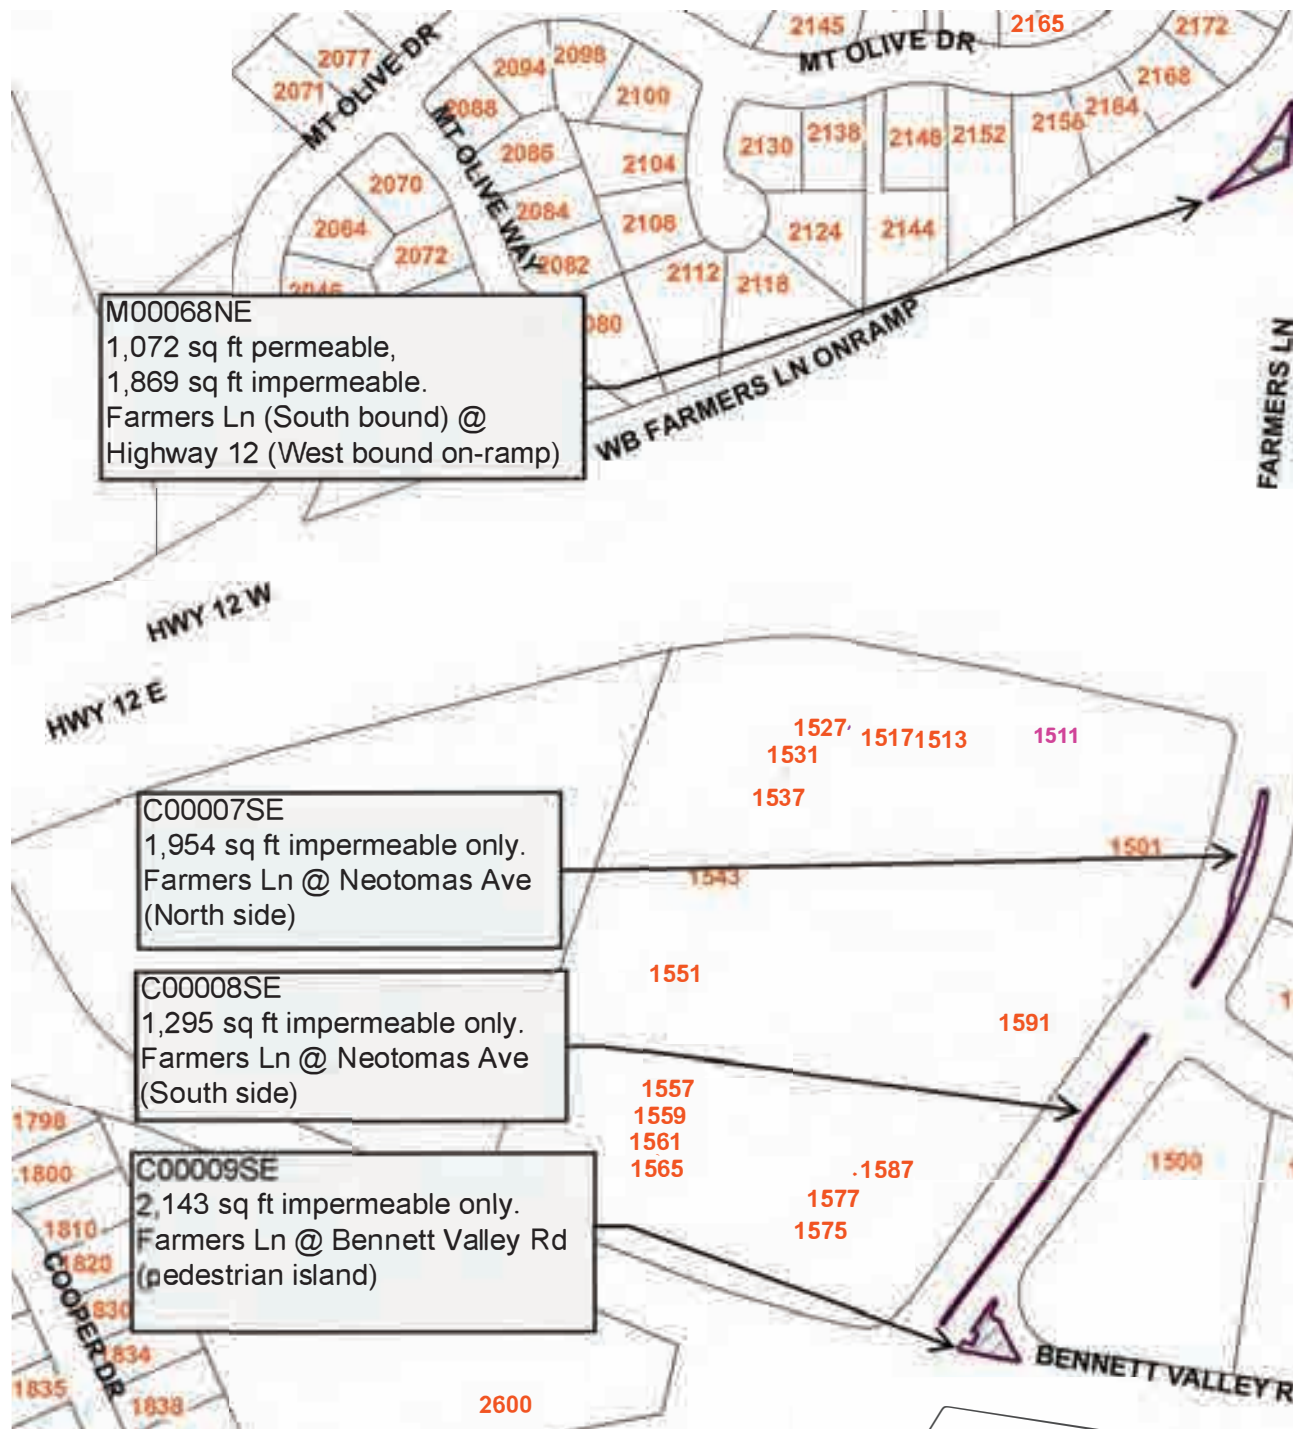 2145
2165
2172
2077
2071
MT OLIVE DR
2094
2098
2100
2088
MT OLIVE DR
2168
2164
2156
2152
2148
2138
2130
MT OLIVE WAY
2086
2104
2070
2084
2108
2064
2072
2082
2112
2118
2124
2144
2046
080
M00068NE
1,072 sq ft permeable,
1,869 sq ft impermeable.
Farmers Ln (South bound) @
Highway 12 (West bound on-ramp)
WB FARMERS LN ONRAMP
FARMERS LN
HWY 12 W
HWY 12 E
1527
1517
1513
1511
1531
1537
1501
1543
C00007SE
1,954 sq ft impermeable only.
Farmers Ln @ Neotomas Ave
(North side)
1551
1591
C00008SE
1,295 sq ft impermeable only.
Farmers Ln @ Neotomas Ave
(South side)
1557
1559
1561
1565
1587
1577
1575
1500
C00009SE
2,143 sq ft impermeable only.
Farmers Ln @ Bennett Valley Rd
(pedestrian island)
1798
1800
1810
1820
1830
1834
1835
1838
COOPER DR
2600
BENNETT VALLEY R